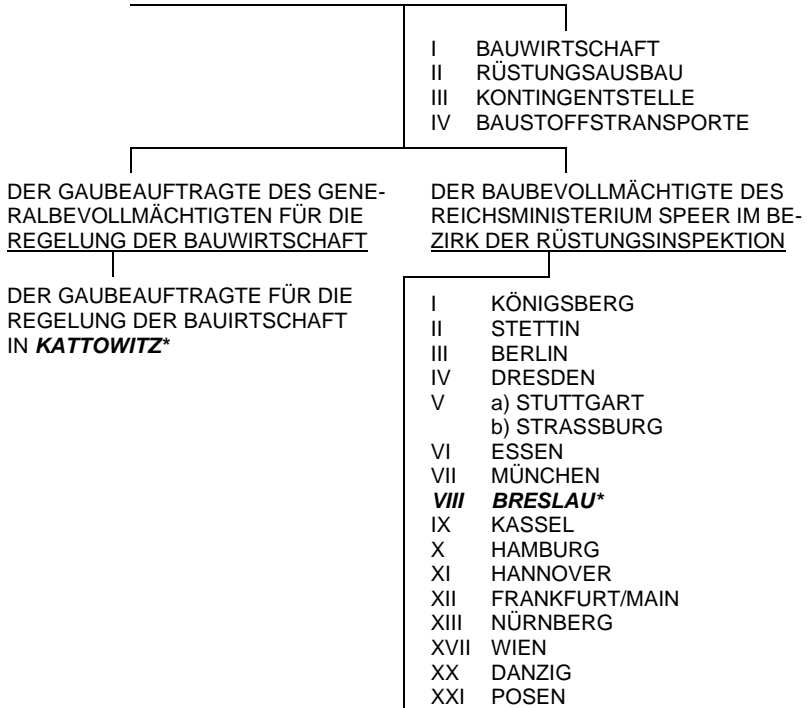 I BAUWIRTSCHAFT
II RÜSTUNGSAUSBAU
III KONTINGENTSTELLE
IV BAUSTOFFSTRANSPORTE
DER GAUBEAUFTRAGTE DES GENE-
RALBEVOLLMÄCHTIGTEN FÜR DIE
REGELUNG DER BAUWIRTSCHAFT
DER GAUBEAUFTRAGTE FÜR DIE
REGELUNG DER BAUIRTSCHAFT
IN KATTOWITZ*
DER BAUBEVOLLMÄCHTIGTE DES
REICHSMINISTERIUM SPEER IM BE-
ZIRK DER RÜSTUNGSINSPEKTION
I KÖNIGSBERG
II STETTIN
III BERLIN
IV DRESDEN
V a) STUTTGART
b) STRASSBURG
VI ESSEN
VII MÜNCHEN
VIII BRESLAU*
IX KASSEL
X HAMBURG
XI HANNOVER
XII FRANKFURT/MAIN
XIII NÜRNBERG
XVII WIEN
XX DANZIG
XXI POSEN